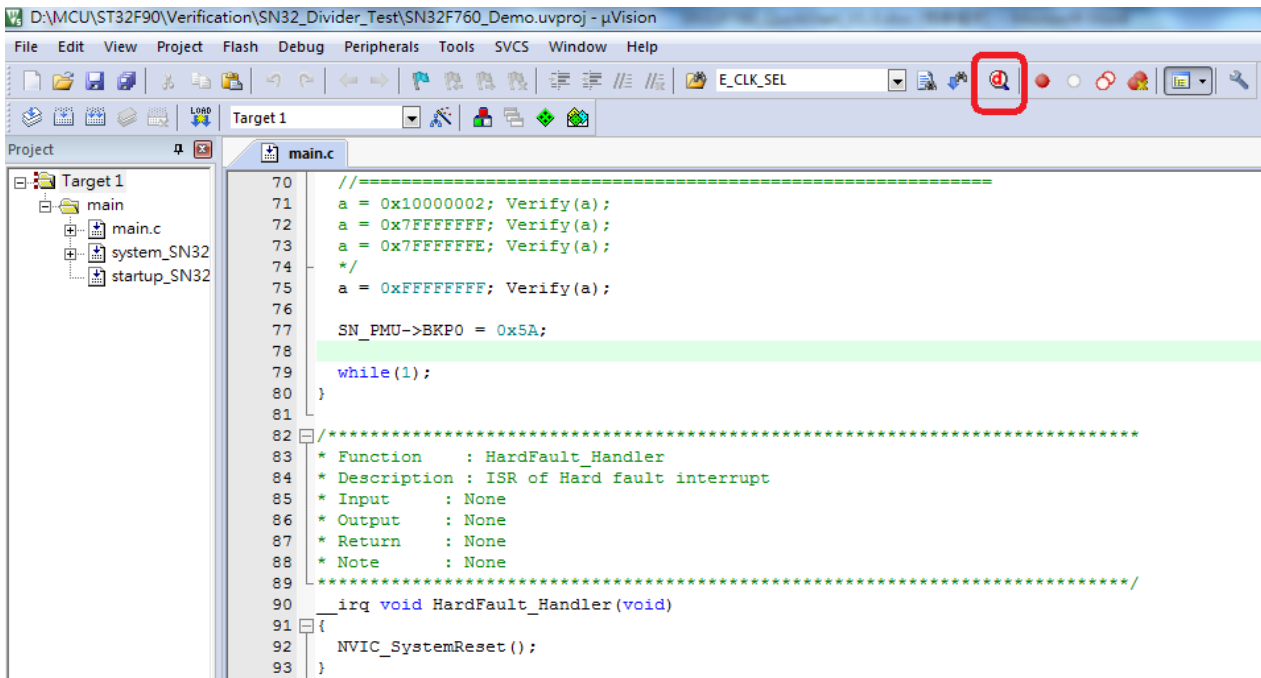 D:\MCU\ST32F90\Verification\SN32_Divider_Test\SN32F760_Demo.uvproj - µVision
File Edit View Project Flash Debug Peripherals Tools SVCS Window Help
E_CLK_SEL
LOAD Target 1
Project main.c
Target 1
main
main.c
system_SN32
startup_SN32
70 //============================================================
71 a = 0x10000002; Verify(a);
72 a = 0x7FFFFFFF; Verify(a);
73 a = 0x7FFFFFFE; Verify(a);
74 */
75 a = 0xFFFFFFFF; Verify(a);
76
77 SN_PMU->BKP0 = 0x5A;
78
79 while(1);
80 }
81
82 /*****************************************************************************
83 * Function : HardFault_Handler
84 * Description : ISR of Hard fault interrupt
85 * Input : None
86 * Output : None
87 * Return : None
88 * Note : None
89 *****************************************************************************/
90 __irq void HardFault_Handler(void)
91 {
92 NVIC_SystemReset();
93 }